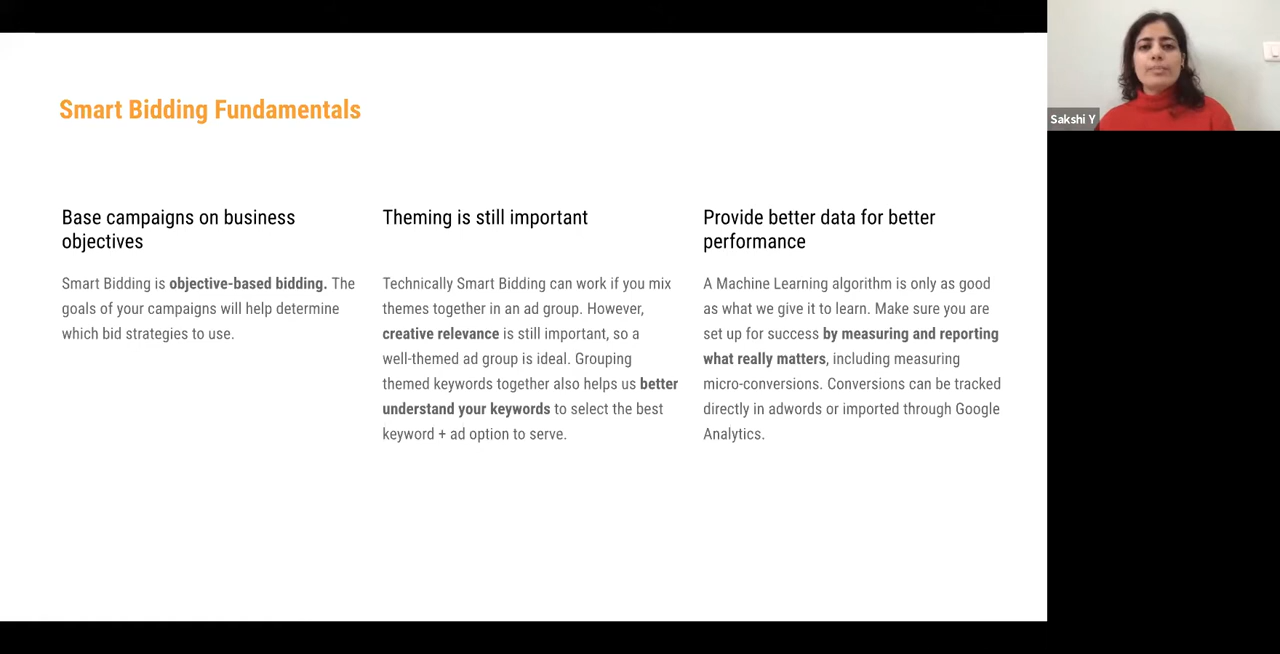 Smart Bidding Fundamentals
Base campaigns on business
objectives
Smart Bidding is objective-based bidding. The
goals of your campaigns will help determine
which bid strategies to use.
Theming is still important
Technically Smart Bidding can work if you mix
themes together in an ad group. However,
creative relevance is still important, so a
well-themed ad group is ideal. Grouping
themed keywords together also helps us better
understand your keywords to select the best
keyword + ad option to serve.
Provide better data for better
performance
A Machine Learning algorithm is only as good
as what we give it to learn. Make sure you are
set up for success by measuring and reporting
what really matters, including measuring
micro-conversions. Conversions can be tracked
directly in adwords or imported through Google
Analytics.
Sakshi Y